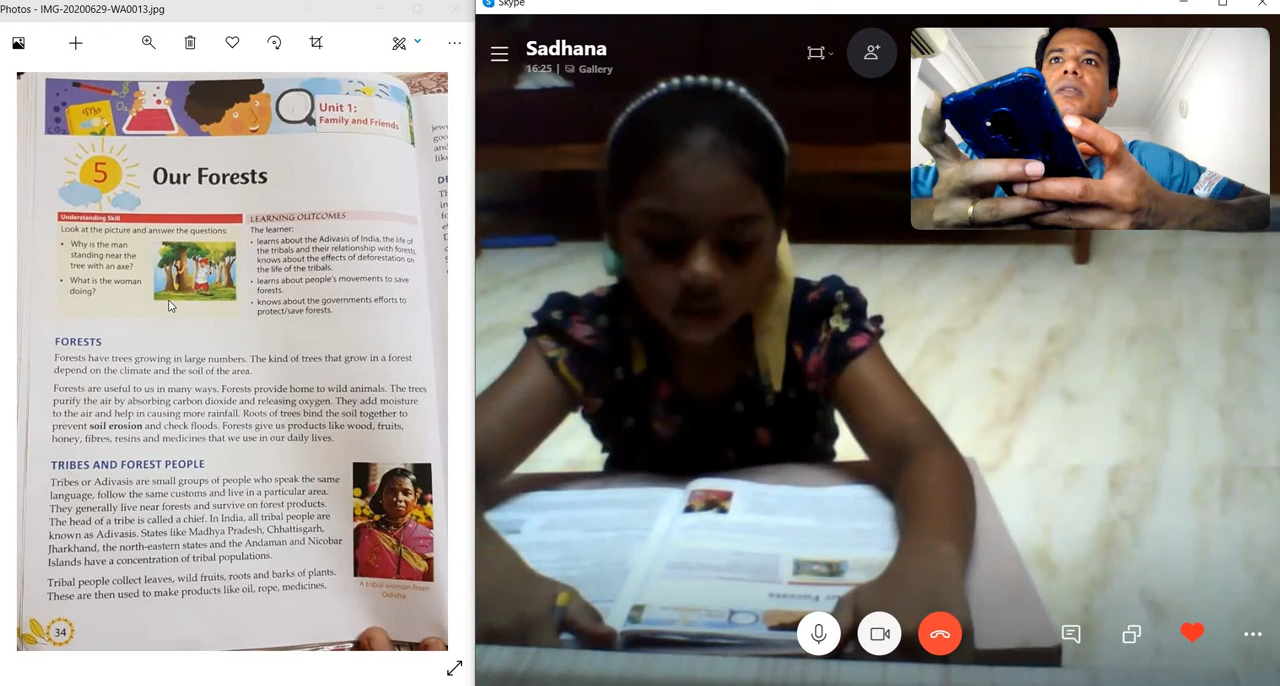 Photos - IMG-20200629-WA0013.jpg
Unit 1:
Family and Friends
5
Our Forests
Understanding Skill
Look at the picture and answer the questions:
• Why is the man
standing near the
tree with an axe?
• What is the woman
doing?
LEARNING OUTCOMES
The learner:
• learns about the Adivasis of India, the life of
the tribals and their relationship with forests,
knows about the effects of deforestation on
the life of the tribals.
• learns about people's movements to save
forests.
• knows about the governments efforts to
protect/save forests.
FORESTS
Forests have trees growing in large numbers. The kind of trees that grow in a forest
depend on the climate and the soil of the area.
Forests are useful to us in many ways. Forests provide home to wild animals. The trees
purify the air by absorbing carbon dioxide and releasing oxygen. They add moisture
to the air and help in causing more rainfall. Roots of trees bind the soil together to
prevent soil erosion and check floods. Forests give us products like wood, fruits,
honey, fibres, resins and medicines that we use in our daily lives.
TRIBES AND FOREST PEOPLE
Tribes or Adivasis are small groups of people who speak the same
language, follow the same customs and live in a particular area.
They generally live near forests and survive on forest products.
The head of a tribe is called a chief. In India, all tribal people are
known as Adivasis. States like Madhya Pradesh, Chhattisgarh,
Jharkhand, the north-eastern states and the Andaman and Nicobar
Islands have a concentration of tribal populations.
Tribal people collect leaves, wild fruits, roots and barks of plants.
These are then used to make products like oil, rope, medicines,
A tribal woman from
Odisha
34
Skype
Sadhana
16:25 | Gallery